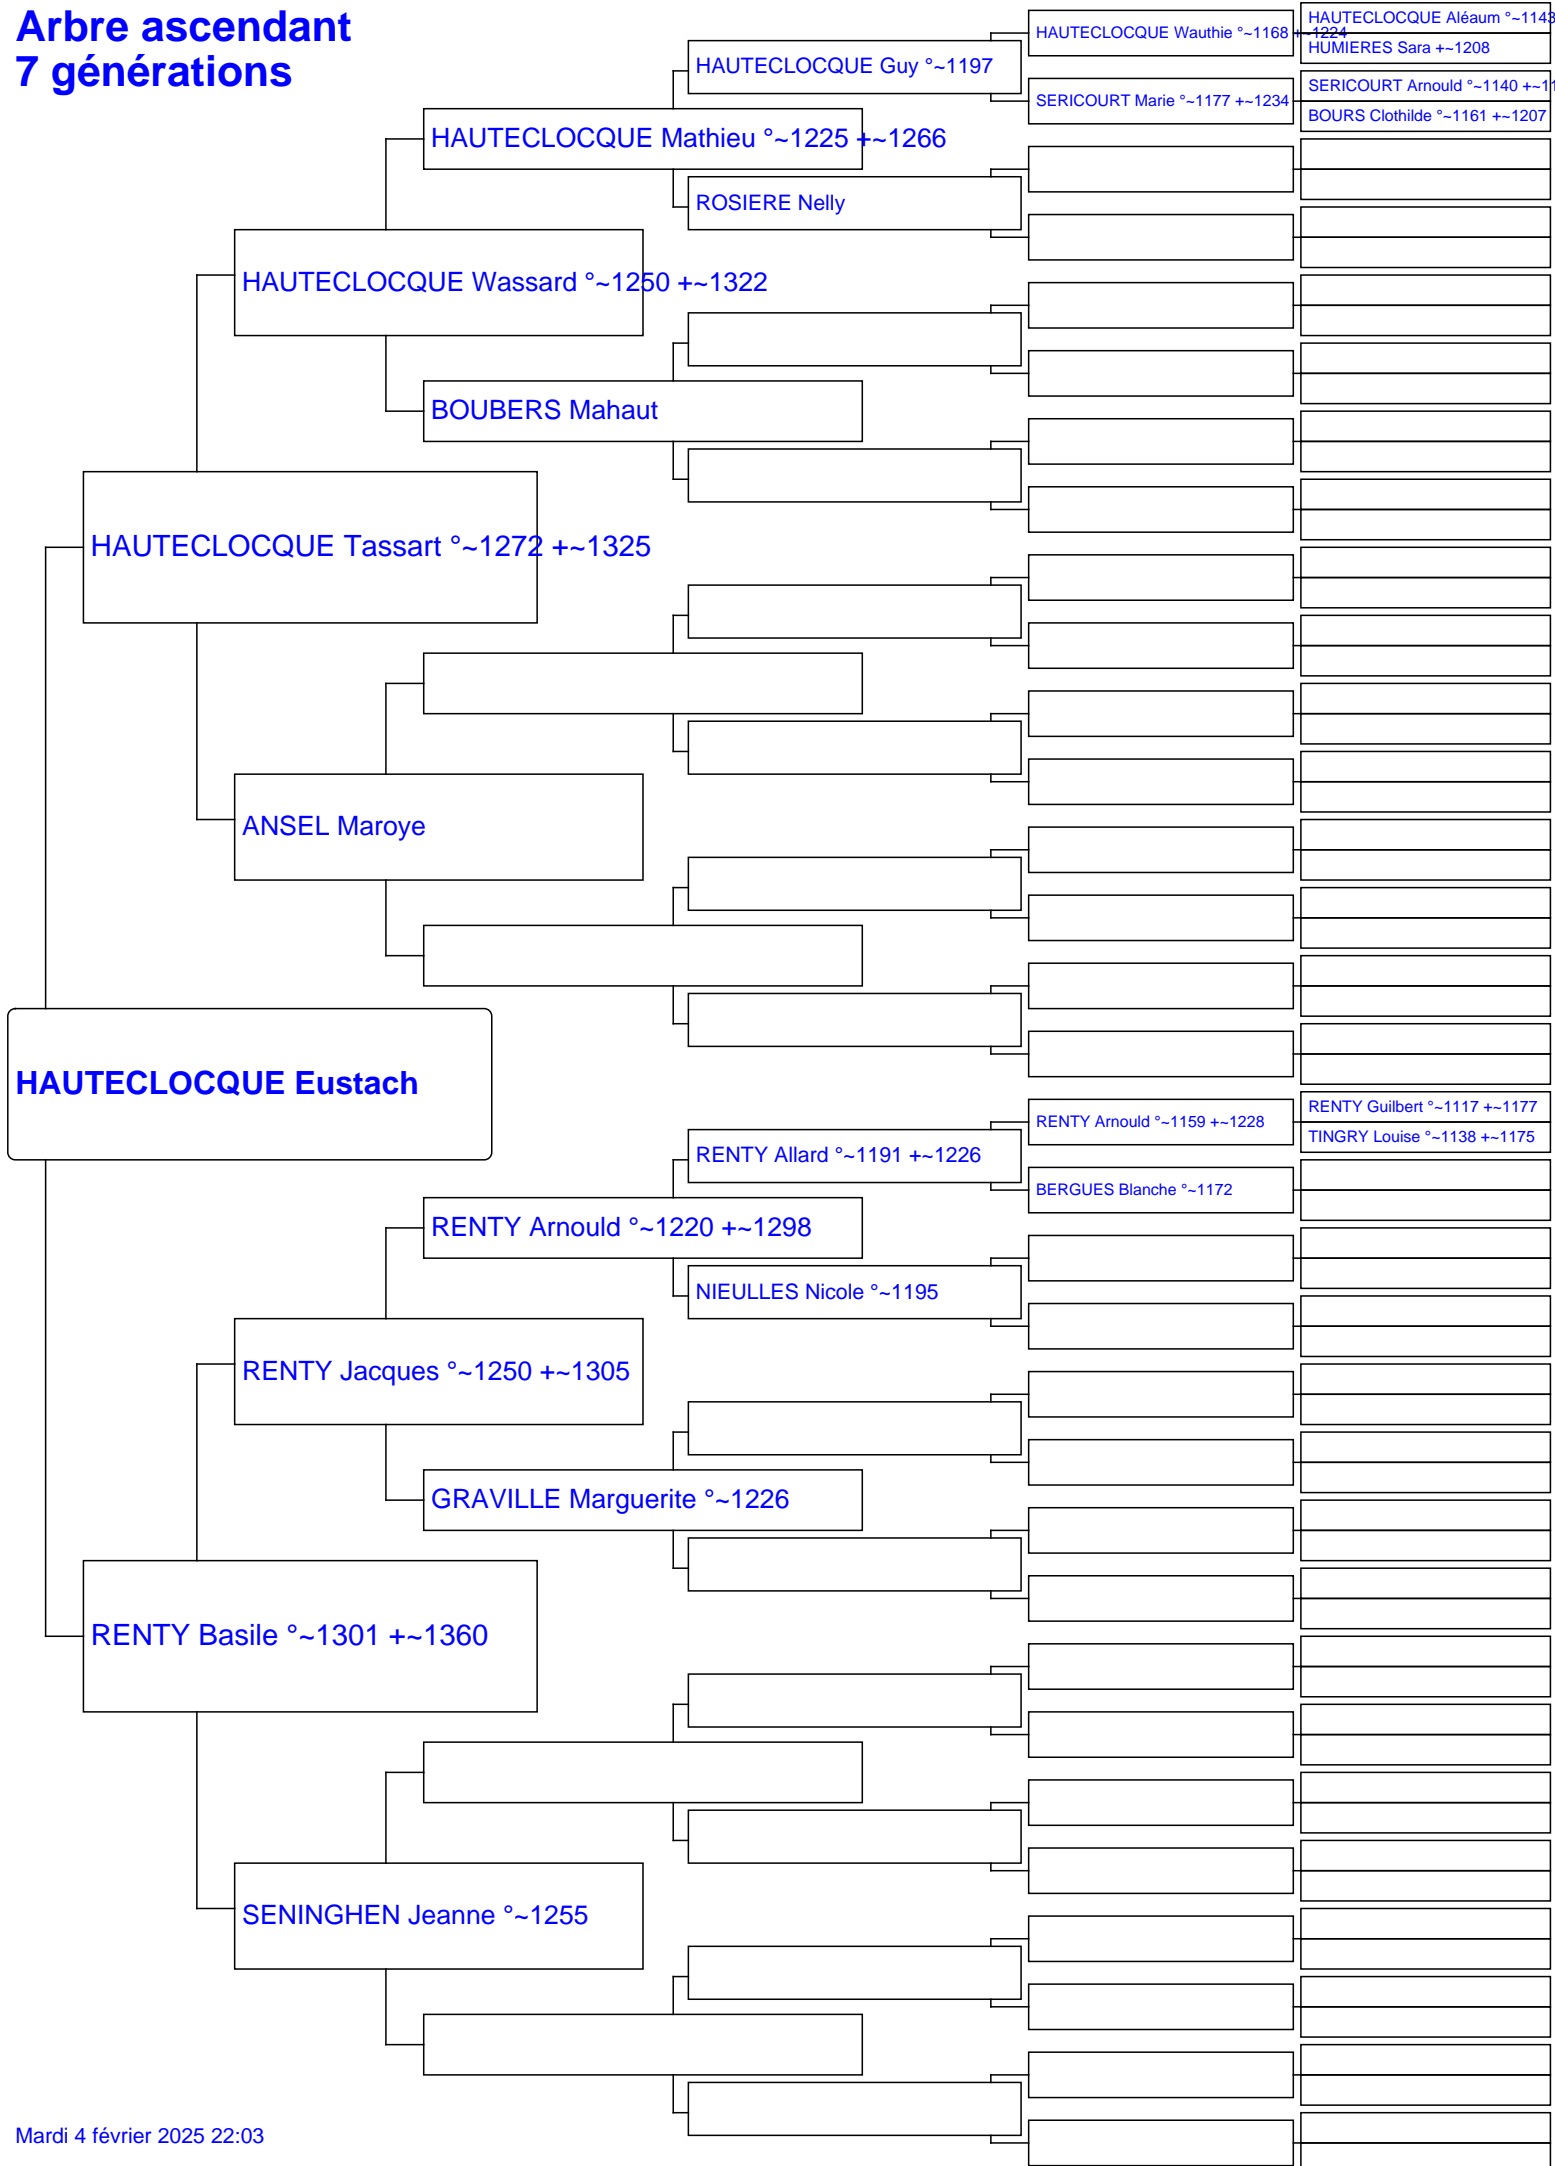 Arbre ascendant
7 générations
HAUTECLOCQUE Wauthie °~1168 +~1224
HAUTECLOCQUE Aléaum °~1143
HUMIERES Sara +~1208
HAUTECLOCQUE Guy °~1197
SERICOURT Marie °~1177 +~1234
SERICOURT Arnould °~1140 +~1
BOURS Clothilde °~1161 +~1207
HAUTECLOCQUE Mathieu °~1225 +~1266
ROSIERE Nelly
HAUTECLOCQUE Wassard °~1250 +~1322
BOUBERS Mahaut
HAUTECLOCQUE Tassart °~1272 +~1325
ANSEL Maroye
HAUTECLOCQUE Eustach
RENTY Arnould °~1159 +~1228
RENTY Guilbert °~1117 +~1177
TINGRY Louise °~1138 +~1175
RENTY Allard °~1191 +~1226
BERGUES Blanche °~1172
RENTY Arnould °~1220 +~1298
NIEULLES Nicole °~1195
RENTY Jacques °~1250 +~1305
GRAVILLE Marguerite °~1226
RENTY Basile °~1301 +~1360
SENINGHEN Jeanne °~1255
Mardi 4 février 2025 22:03